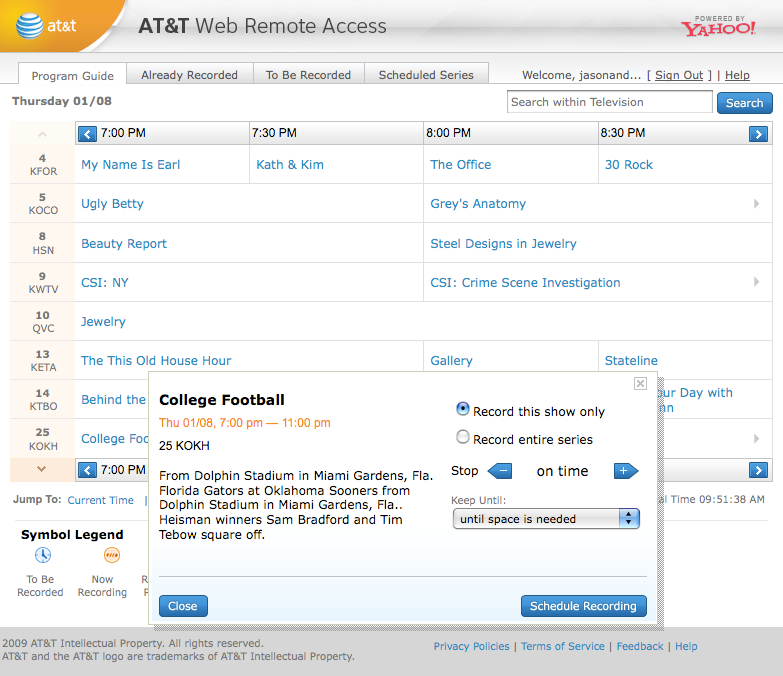 at&t
AT&T Web Remote Access
POWERED BY
YAHOO!
Program Guide
Already Recorded
To Be Recorded
Scheduled Series
Welcome, jasonand... [ Sign Out ] | Help
Thursday 01/08
Search within Television
Search
7:00 PM
7:30 PM
8:00 PM
8:30 PM
4
KFOR
My Name Is Earl
Kath & Kim
The Office
30 Rock
5
KOCO
Ugly Betty
Grey's Anatomy
8
HSN
Beauty Report
Steel Designs in Jewelry
9
KWTV
CSI: NY
CSI: Crime Scene Investigation
10
QVC
Jewelry
13
KETA
The This Old House Hour
Gallery
Stateline
14
KTBO
Behind the
our Day with
nn
25
KOKH
College Foo
7:00 PM
College Football
Thu 01/08, 7:00 pm — 11:00 pm
25 KOKH
From Dolphin Stadium in Miami Gardens, Fla.
Florida Gators at Oklahoma Sooners from
Dolphin Stadium in Miami Gardens, Fla..
Heisman winners Sam Bradford and Tim
Tebow square off.
Record this show only
Record entire series
Stop
on time
Keep Until:
until space is needed
Close
Schedule Recording
Jump To: Current Time |
al Time 09:51:38 AM
Symbol Legend
To Be
Recorded
Now
Recording
2009 AT&T Intellectual Property. All rights reserved.
AT&T and the AT&T logo are trademarks of AT&T Intellectual Property.
Privacy Policies | Terms of Service | Feedback | Help